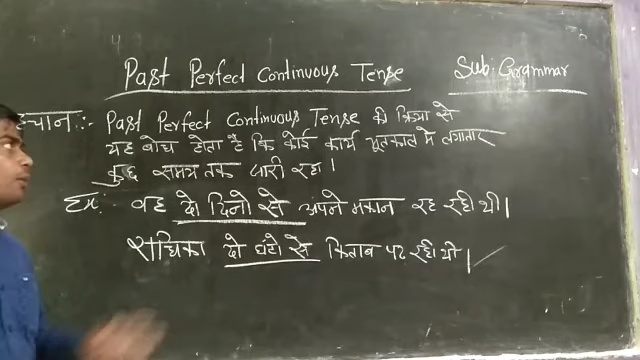 Past Perfect Continuous Tense Sub: Grammar
चान:- Past Perfect Continuous Tense की क्रिया से
यह बोध होता है कि कोई कार्य भूतकाल मे लगातार
कुछ समय तक जारी रहा।
Ex: वह दो दिनो से अपने मकान रह रही थी।
राधिका दो घंटो से किताब पढ रही थी।